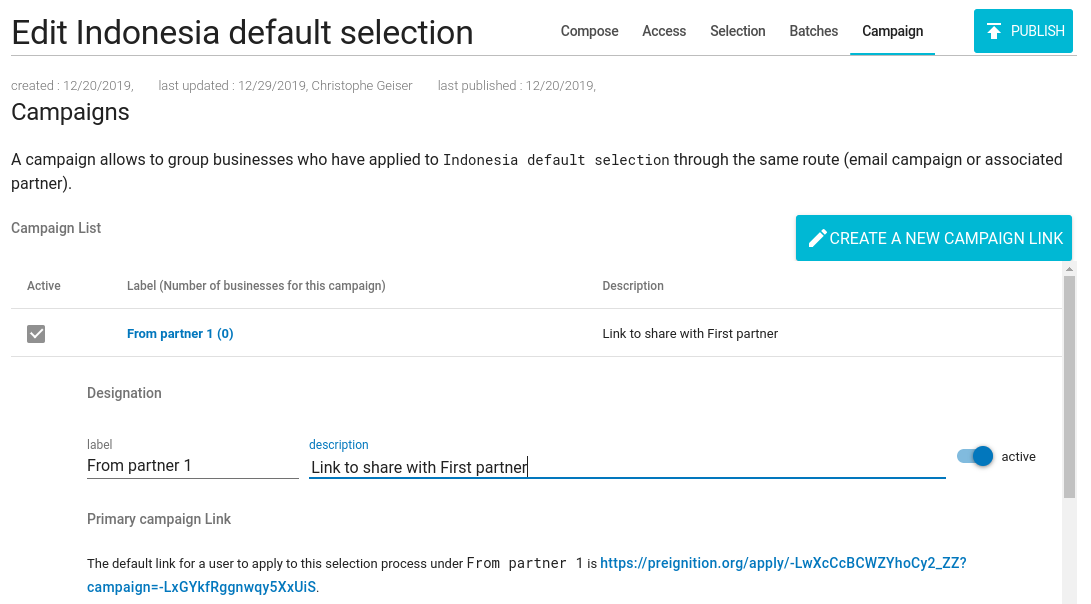 Edit Indonesia default selection
Compose Access Selection Batches Campaign PUBLISH
created : 12/20/2019, last updated : 12/29/2019, Christophe Geiser last published : 12/20/2019,
Campaigns
A campaign allows to group businesses who have applied to Indonesia default selection through the same route (email campaign or associated
partner).
Campaign List
CREATE A NEW CAMPAIGN LINK
Active Label (Number of businesses for this campaign) Description
From partner 1 (0) Link to share with First partner
Designation
label description
From partner 1 Link to share with First partner active
Primary campaign Link
The default link for a user to apply to this selection process under From partner 1 is https://preignition.org/apply/-LwXcCcBCWZYhoCy2_ZZ?
campaign=-LxGYkfRggnwqy5XxUiS.